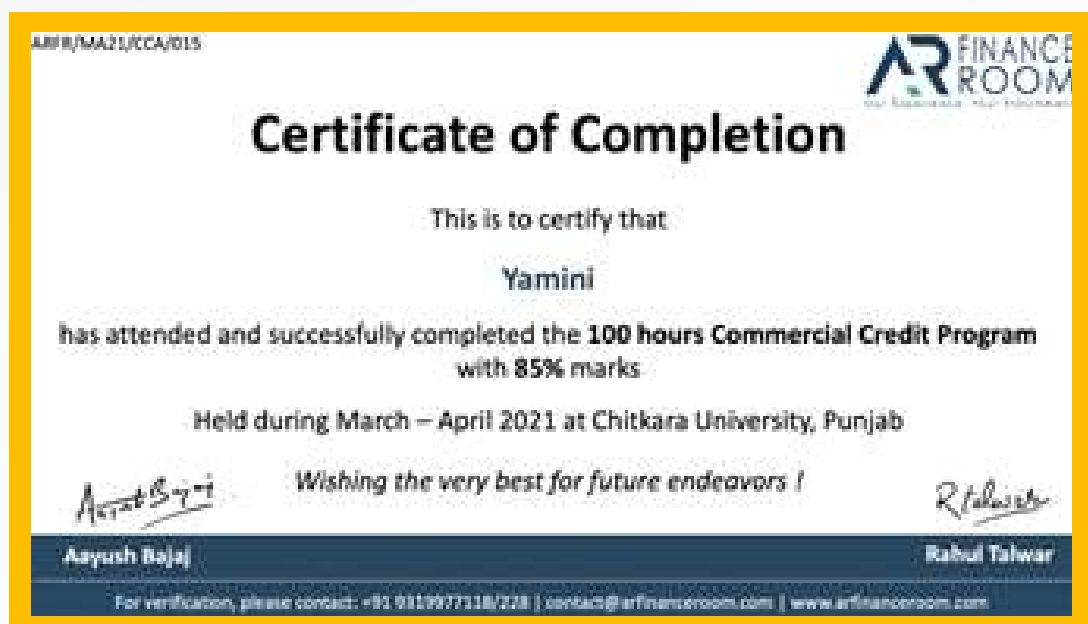 ARFR/MA21/CCA/015
AR FINANCE
ROOM
Certificate of Completion
This is to certify that
Yamini
has attended and successfully completed the 100 hours Commercial Credit Program
with 85% marks
Held during March – April 2021 at Chitkara University, Punjab
Wishing the very best for future endeavors !
Aayush Bajaj
Rahul Talwar
For verification, please contact: +91 9319977118/228 | contact@arfinanceroom.com | www.arfinanceroom.com